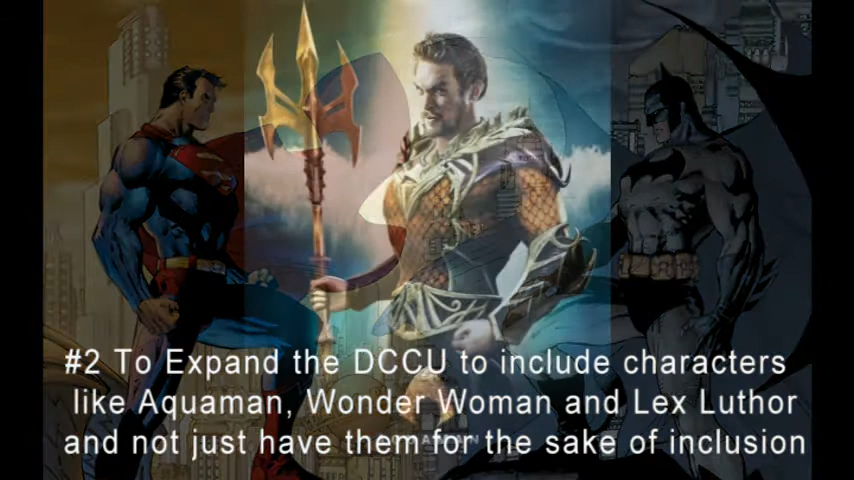 #2 To Expand the DCCU to include characters
like Aquaman, Wonder Woman and Lex Luthor
and not just have them for the sake of inclusion